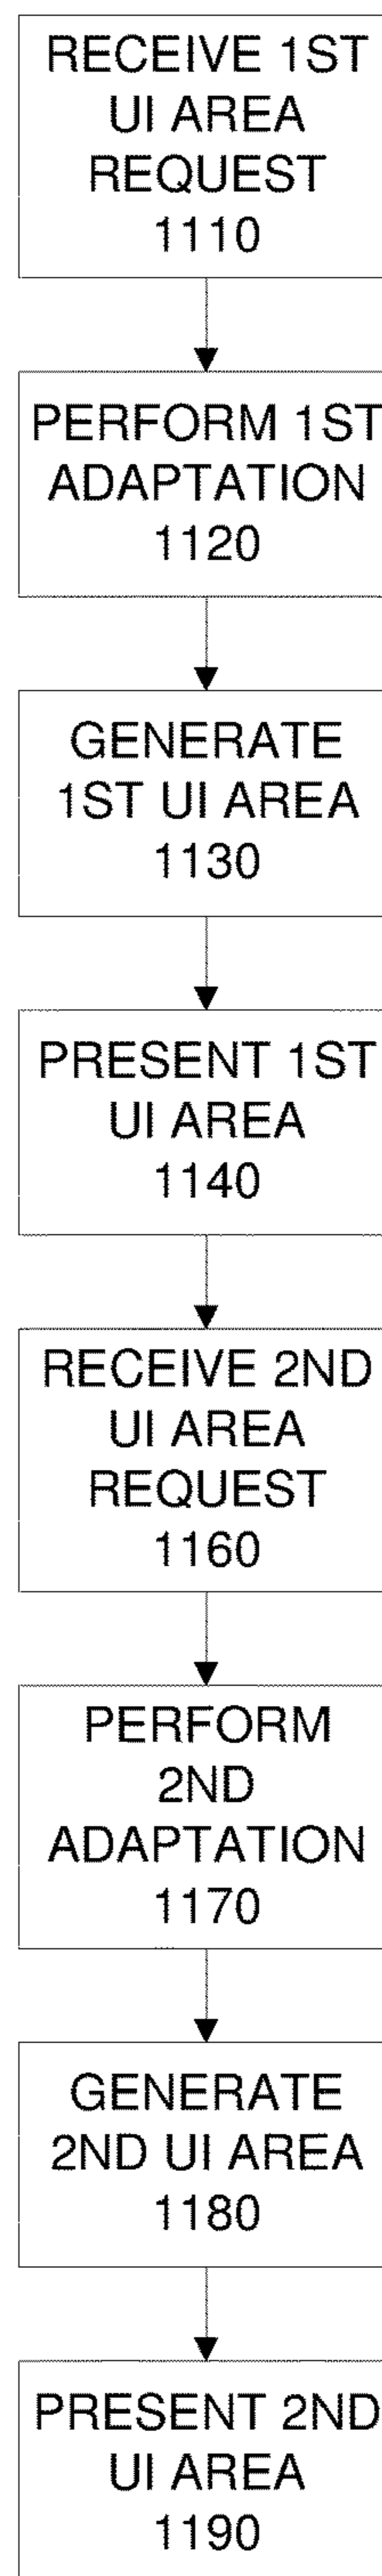 RECEIVE 1ST
UI AREA
REQUEST
1110
PERFORM 1ST
ADAPTATION
1120
GENERATE
1ST UI AREA
1130
PRESENT 1ST
UI AREA
1140
RECEIVE 2ND
UI AREA
REQUEST
1160
PERFORM
2ND
ADAPTATION
1170
GENERATE
2ND UI AREA
1180
PRESENT 2ND
UI AREA
1190